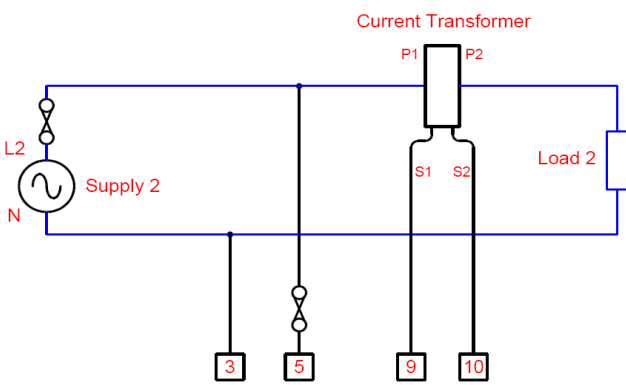 Current Transformer
P1 P2
L2
Load 2
S1 S2
Supply 2
N
3 5 9 10